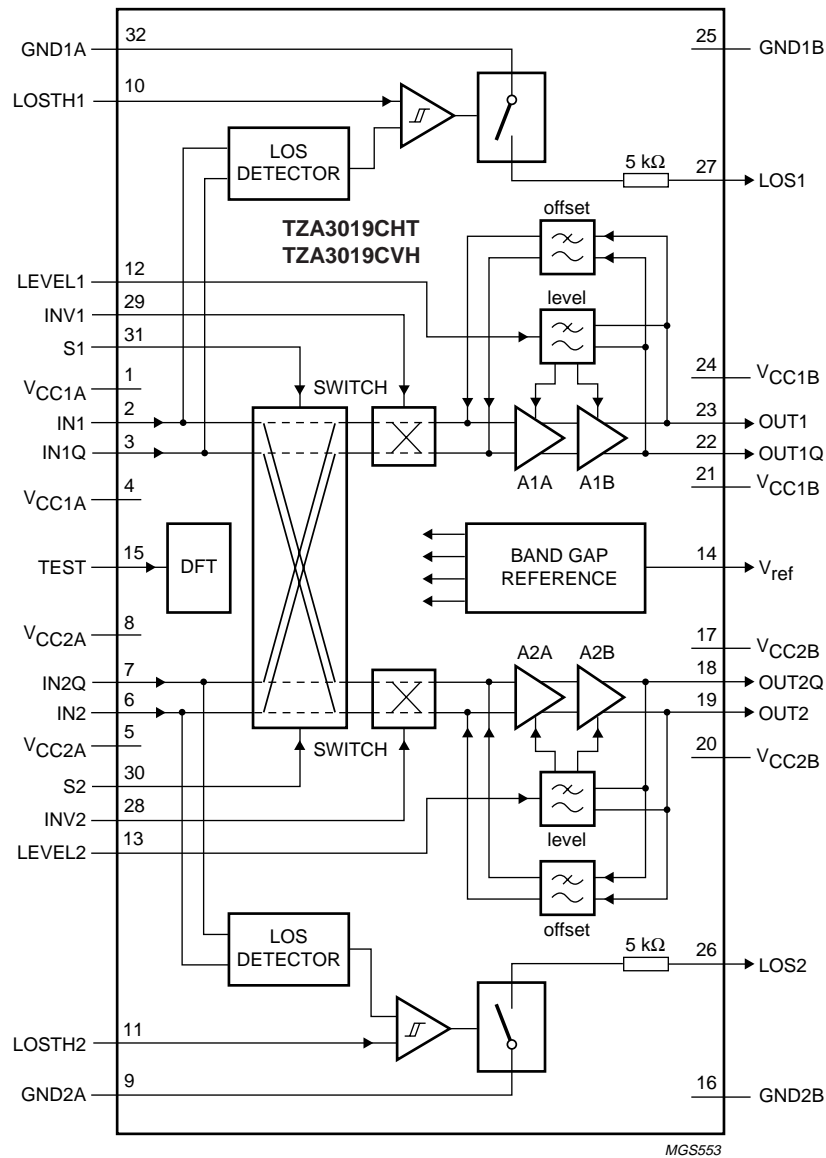 32
GND1A
25
GND1B
10
LOSTH1
LOS
DETECTOR
5 kΩ
27
LOS1
TZA3019CHT
TZA3019CVH
offset
12
LEVEL1
level
29
INV1
31
S1
1
VCC1A
SWITCH
24
VCC1B
2
IN1
23
OUT1
3
IN1Q
22
OUT1Q
A1A
A1B
21
VCC1B
4
VCC1A
15
TEST
DFT
BAND GAP
REFERENCE
14
Vref
8
VCC2A
17
VCC2B
A2A
A2B
7
IN2Q
18
OUT2Q
6
IN2
19
OUT2
5
VCC2A
SWITCH
20
VCC2B
30
S2
28
INV2
level
13
LEVEL2
offset
LOS
DETECTOR
5 kΩ
26
LOS2
11
LOSTH2
9
GND2A
16
GND2B
MGS553